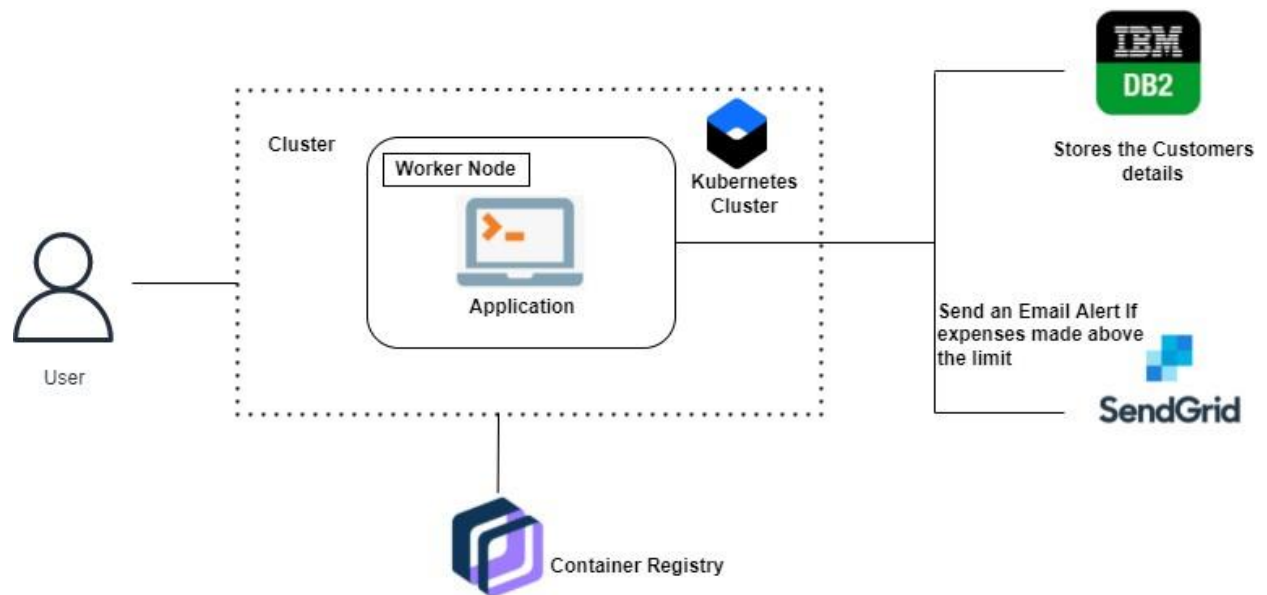 Cluster
Worker Node
Application
Kubernetes
Cluster
User
Container Registry
IBM
DB2
Stores the Customers
details
Send an Email Alert If
expenses made above
the limit
SendGrid